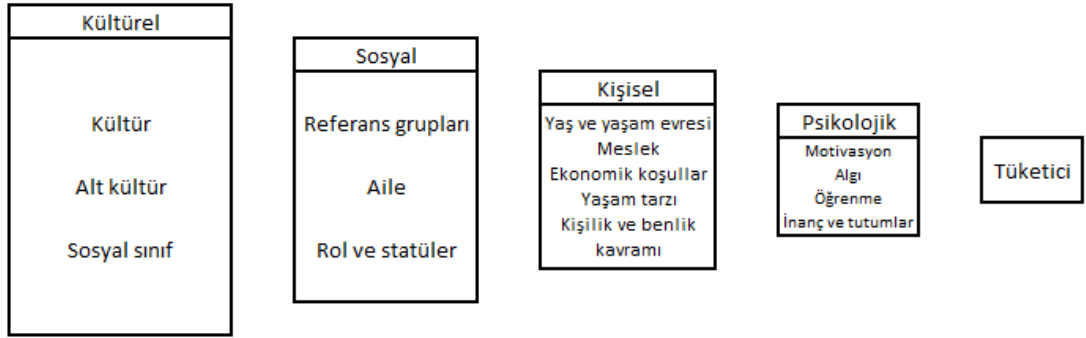 Kültürel
Kültür
Alt kültür
Sosyal sınıf
Sosyal
Referans grupları
Aile
Rol ve statüler
Kişisel
Yaş ve yaşam evresi
Meslek
Ekonomik koşullar
Yaşam tarzı
Kişilik ve benlik
kavramı
Psikolojik
Motivasyon
Algı
Öğrenme
İnanç ve tutumlar
Tüketici